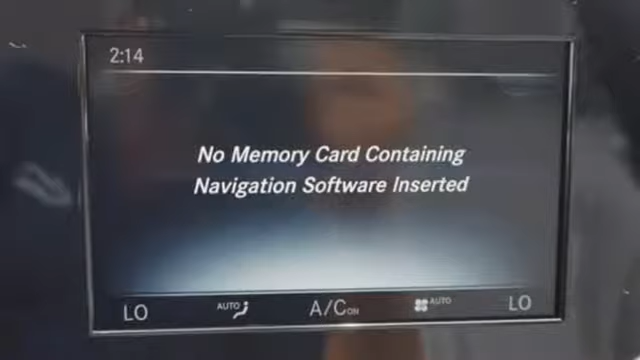 2:14
No Memory Card Containing
Navigation Software Inserted
LO AUTO A/C ON AUTO LO